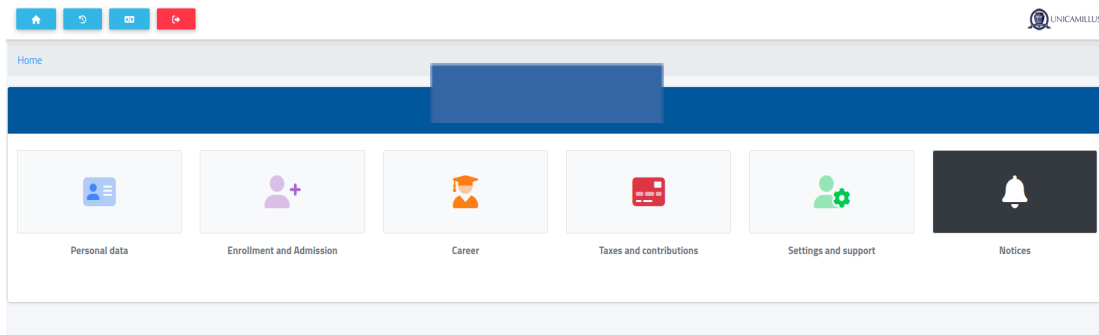 UNICAMILLUS
Home
Personal data
Enrollment and Admission
Career
Taxes and contributions
Settings and support
Notices